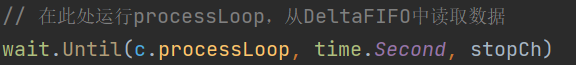 // 在此处运行processLoop，从DeltaFIFO中读取数据
wait.Until(c.processLoop, time.Second, stopCh)